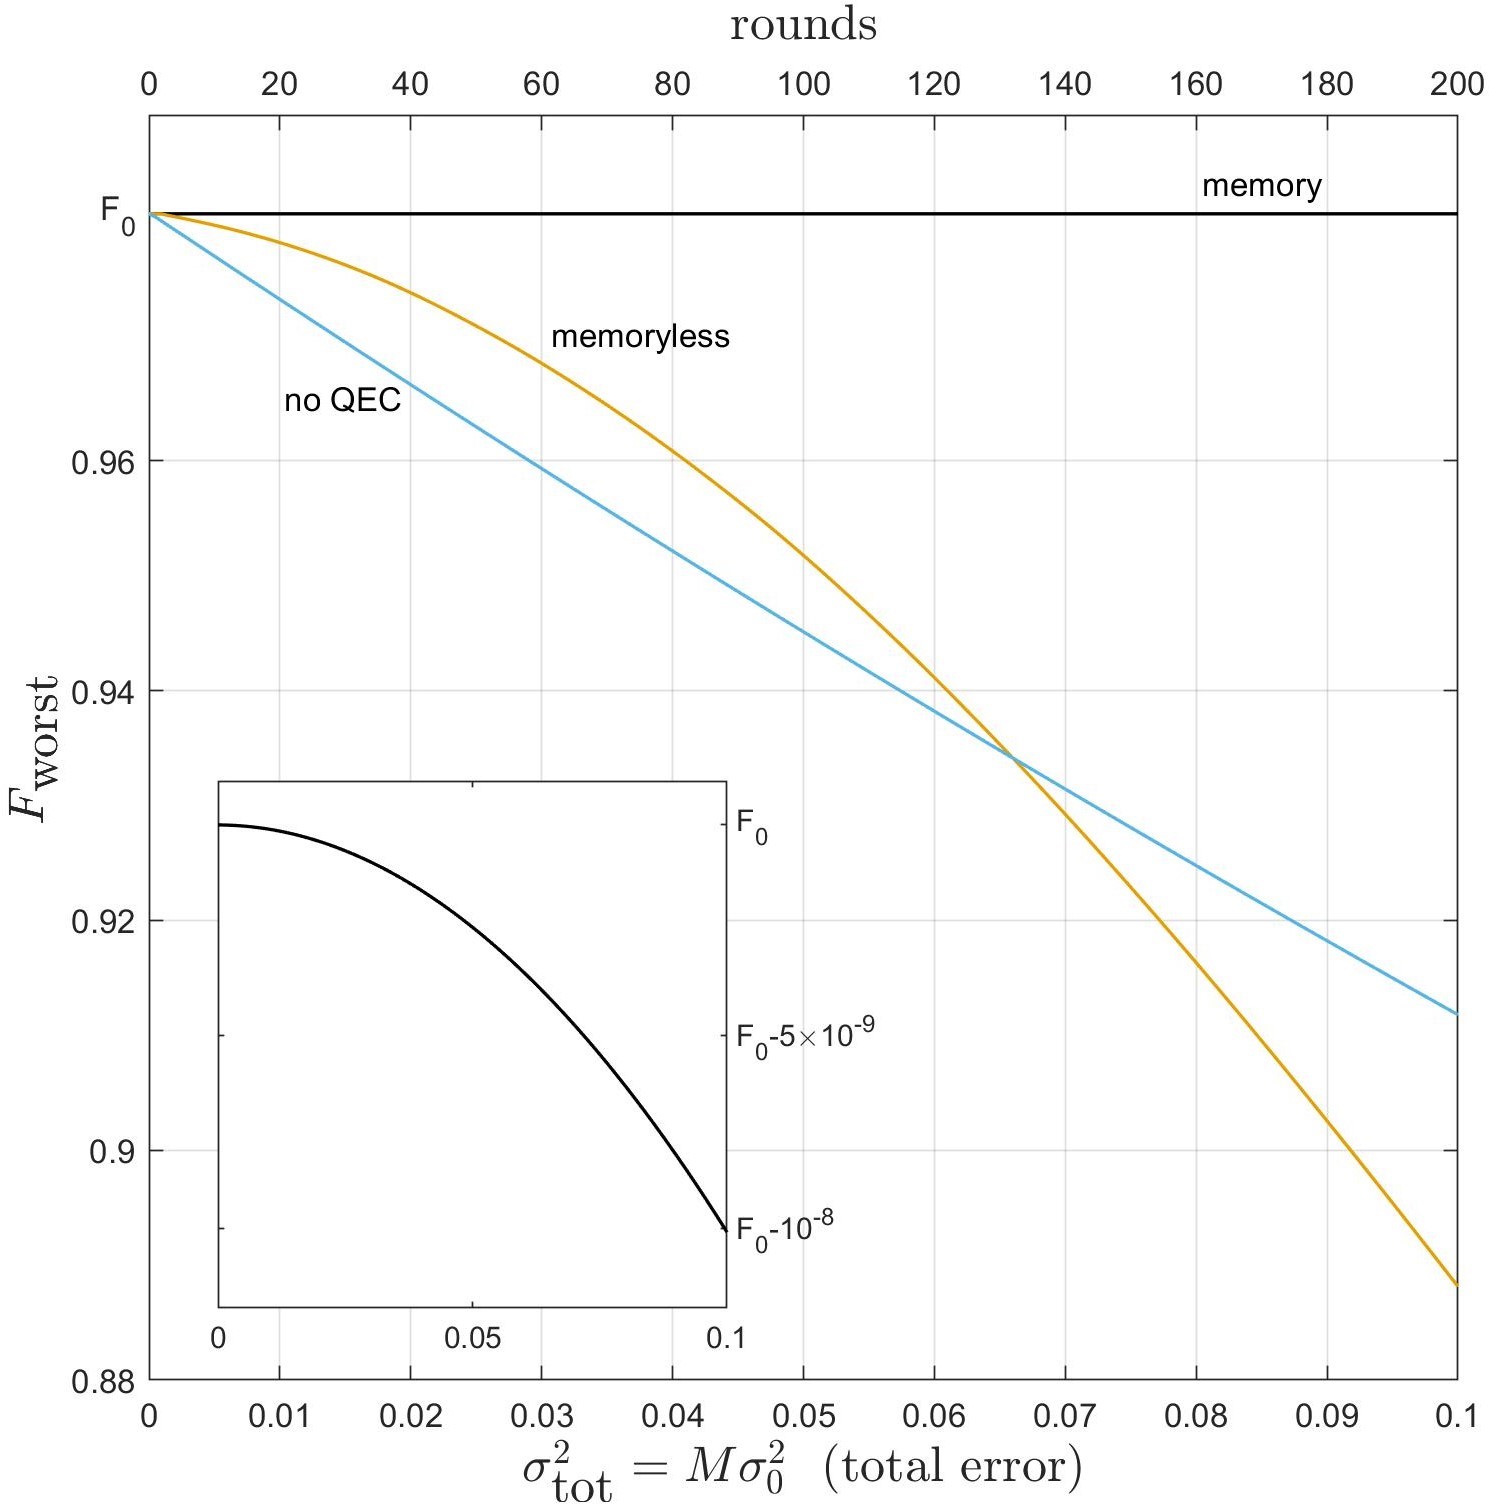 rounds
0 20 40 60 80 100 120 140 160 180 200
memory
F0
memoryless
no QEC
0.96
0.94
Fworst
F0
0.92
F0-5×10-9
0.9
F0-10-8
0 0.05 0.1
0.88
0 0.01 0.02 0.03 0.04 0.05 0.06 0.07 0.08 0.09 0.1
σ²tot = Mσ²0 (total error)